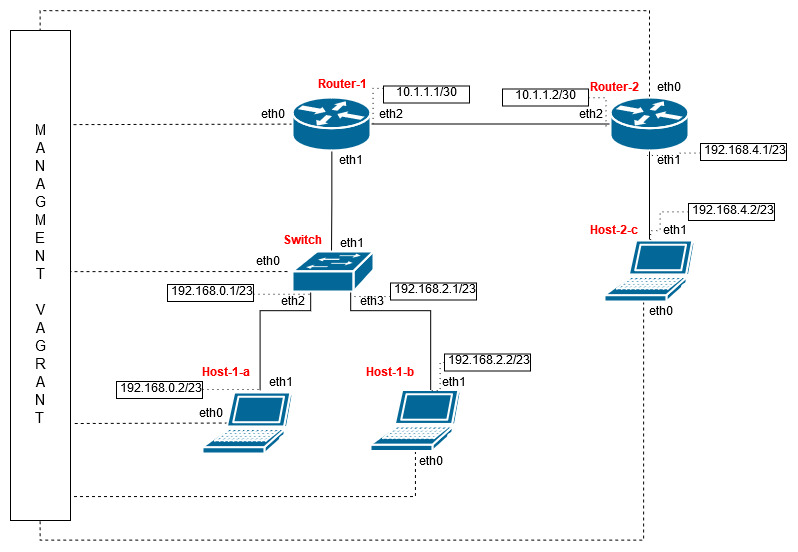 Router-1
10.1.1.1/30
10.1.1.2/30
Router-2
eth0
eth0
eth2
eth2
eth1
eth1
192.168.4.1/23
MANAGMENT VAGRANT
192.168.4.2/23
Switch
eth1
Host-2-c
eth1
eth0
192.168.0.1/23
eth2
eth3
192.168.2.1/23
eth0
Host-1-a
Host-1-b
192.168.2.2/23
192.168.0.2/23
eth1
eth1
eth0
eth0